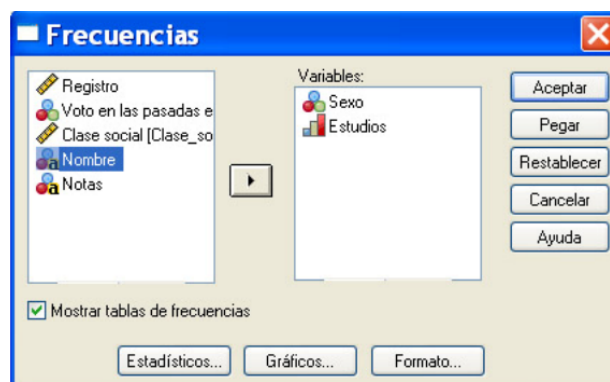 Frecuencias
Registro
Voto en las pasadas e
Clase social [Clase_so
Nombre
Notas
Variables:
Sexo
Estudios
Aceptar
Pegar
Restablecer
Cancelar
Ayuda
Mostrar tablas de frecuencias
Estadísticos...
Gráficos...
Formato...